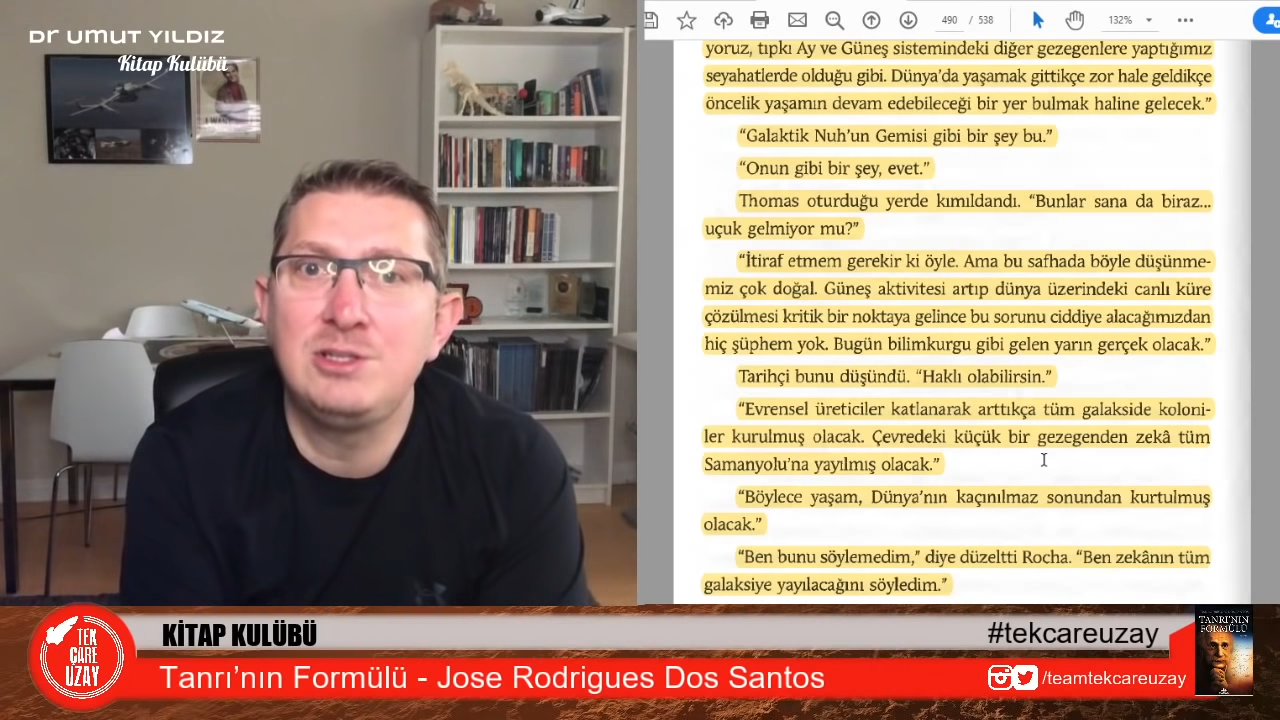 Dr UMUT YILDIZ
Kitap Kulübü
490 / 538
132%
yoruz, tıpkı Ay ve Güneş sistemindeki diğer gezegenlere yaptığımız
seyahatlerde olduğu gibi. Dünya’da yaşamak gittikçe zor hale geldikçe
öncelik yaşamın devam edebileceği bir yer bulmak haline gelecek.”
“Galaktik Nuh’un Gemisi gibi bir şey bu.”
“Onun gibi bir şey, evet.”
Thomas oturduğu yerde kımıldandı. “Bunlar sana da biraz...
uçuk gelmiyor mu?”
“İtiraf etmem gerekir ki öyle. Ama bu safhada böyle düşünme-
miz çok doğal. Güneş aktivitesi artıp dünya üzerindeki canlı küre
çözülmesi kritik bir noktaya gelince bu sorunu ciddiye alacağımızdan
hiç şüphem yok. Bugün bilimkurgu gibi gelen yarın gerçek olacak.”
Tarihçi bunu düşündü. “Haklı olabilirsin.”
“Evrensel üreticiler katlanarak arttıkça tüm galakside koloni-
ler kurulmuş olacak. Çevredeki küçük bir gezegenden zekâ tüm
Samanyolu’na yayılmış olacak.”
“Böylece yaşam, Dünya’nın kaçınılmaz sonundan kurtulmuş
olacak.”
“Ben bunu söylemedim,” diye düzeltti Rocha. “Ben zekânın tüm
galaksiye yayılacağını söyledim.”
TEK
ÇARE
UZAY
KİTAP KULÜBÜ
#tekcareuzay
Tanrı’nın Formülü - Jose Rodrigues Dos Santos
/teamtekcareuzay
TANRI'NIN
FORMÜLÜ